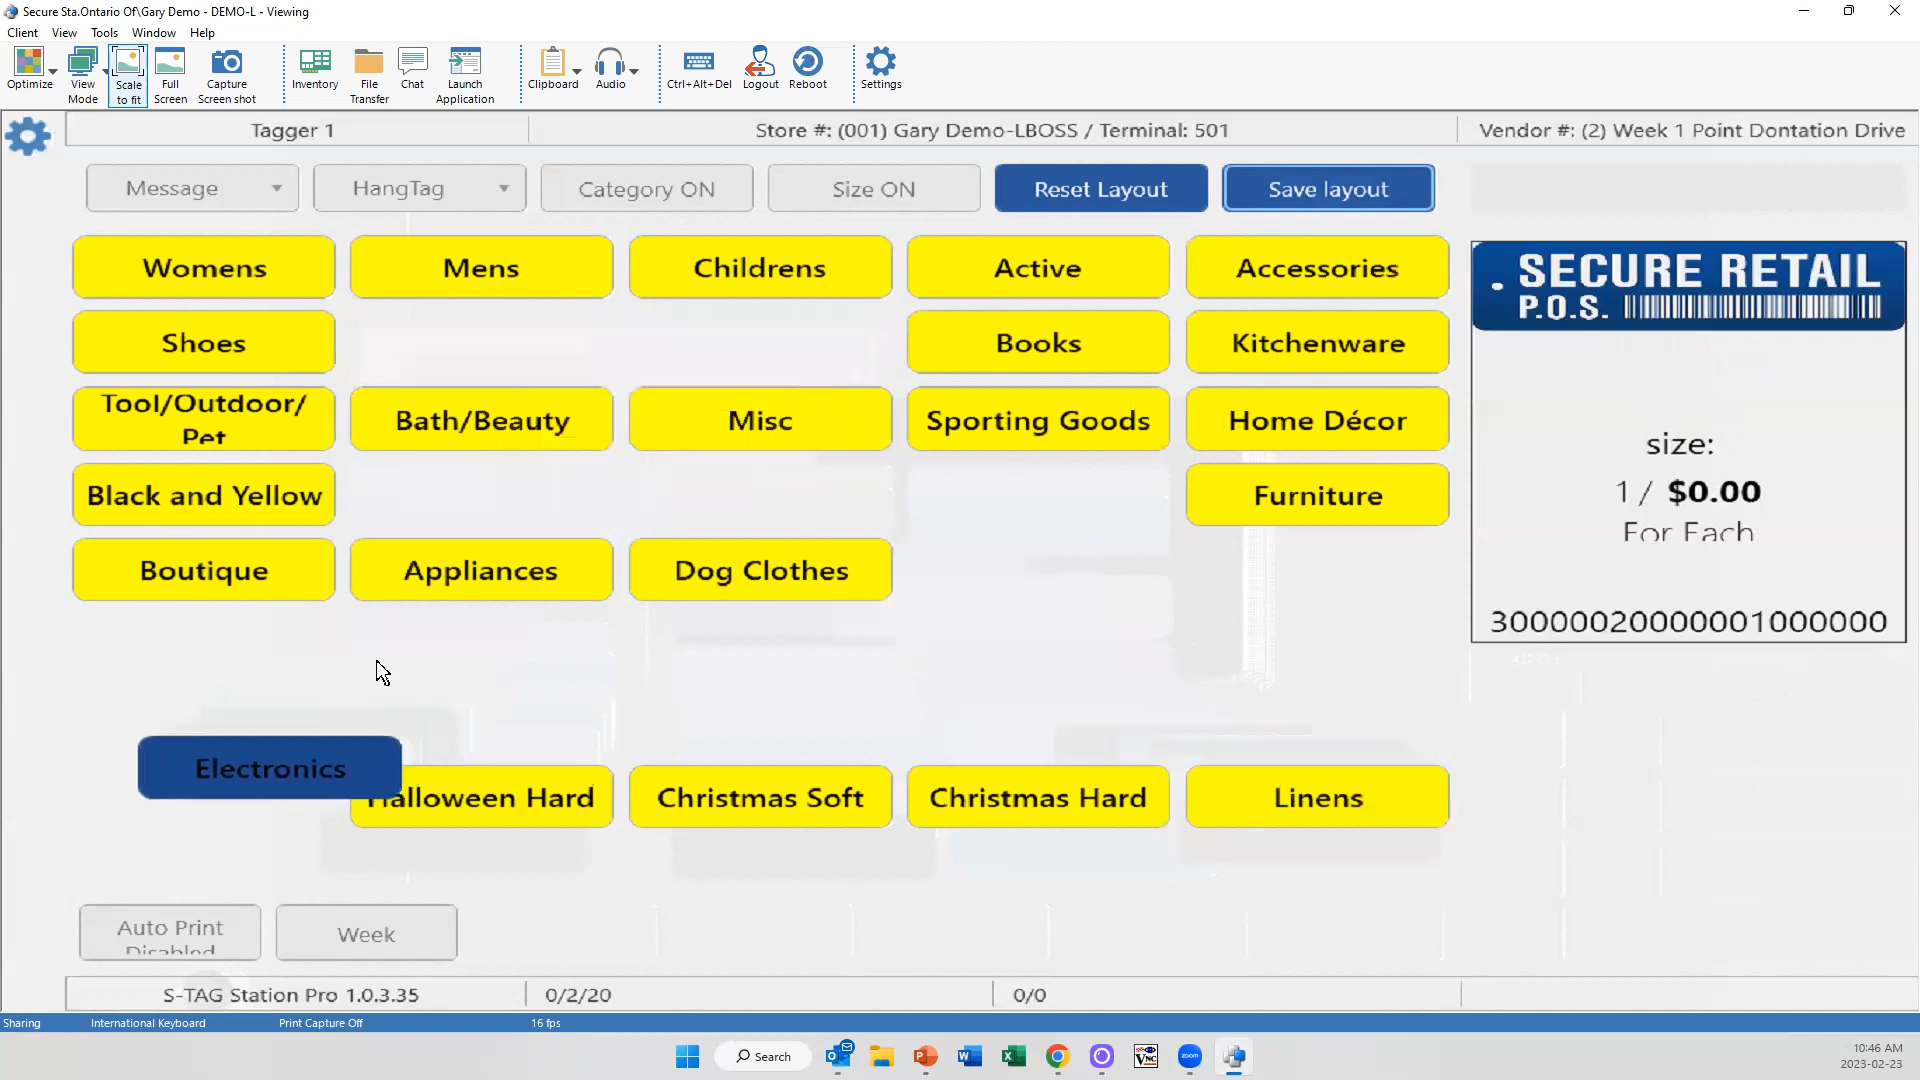 Secure Sta.Ontario Of\Gary Demo - DEMO-L - Viewing
Client View Tools Window Help
Optimize
View
Mode
Scale
to fit
Full
Screen
Capture
Screen shot
Inventory
File
Transfer
Chat
Launch
Application
Clipboard
Audio
Ctrl+Alt+Del
Logout
Reboot
Settings
Tagger 1
Store #: (001) Gary Demo-LBOSS / Terminal: 501
Vendor #: (2) Week 1 Point Dontation Drive
Message
HangTag
Category ON
Size ON
Reset Layout
Save layout
Womens
Mens
Childrens
Active
Accessories
Shoes
Books
Kitchenware
Tool/Outdoor/
Pet
Bath/Beauty
Misc
Sporting Goods
Home Décor
Black and Yellow
Furniture
Boutique
Appliances
Dog Clothes
Electronics
Halloween Hard
Christmas Soft
Christmas Hard
Linens
. SECURE RETAIL
P.O.S.
size:
1 / $0.00
For Each
30000020000001000000
Auto Print
Disabled
Week
S-TAG Station Pro 1.0.3.35
0/2/20
0/0
Sharing
International Keyboard
Print Capture Off
16 fps
Search
VNC
zoom
10:46 AM
2023-02-23